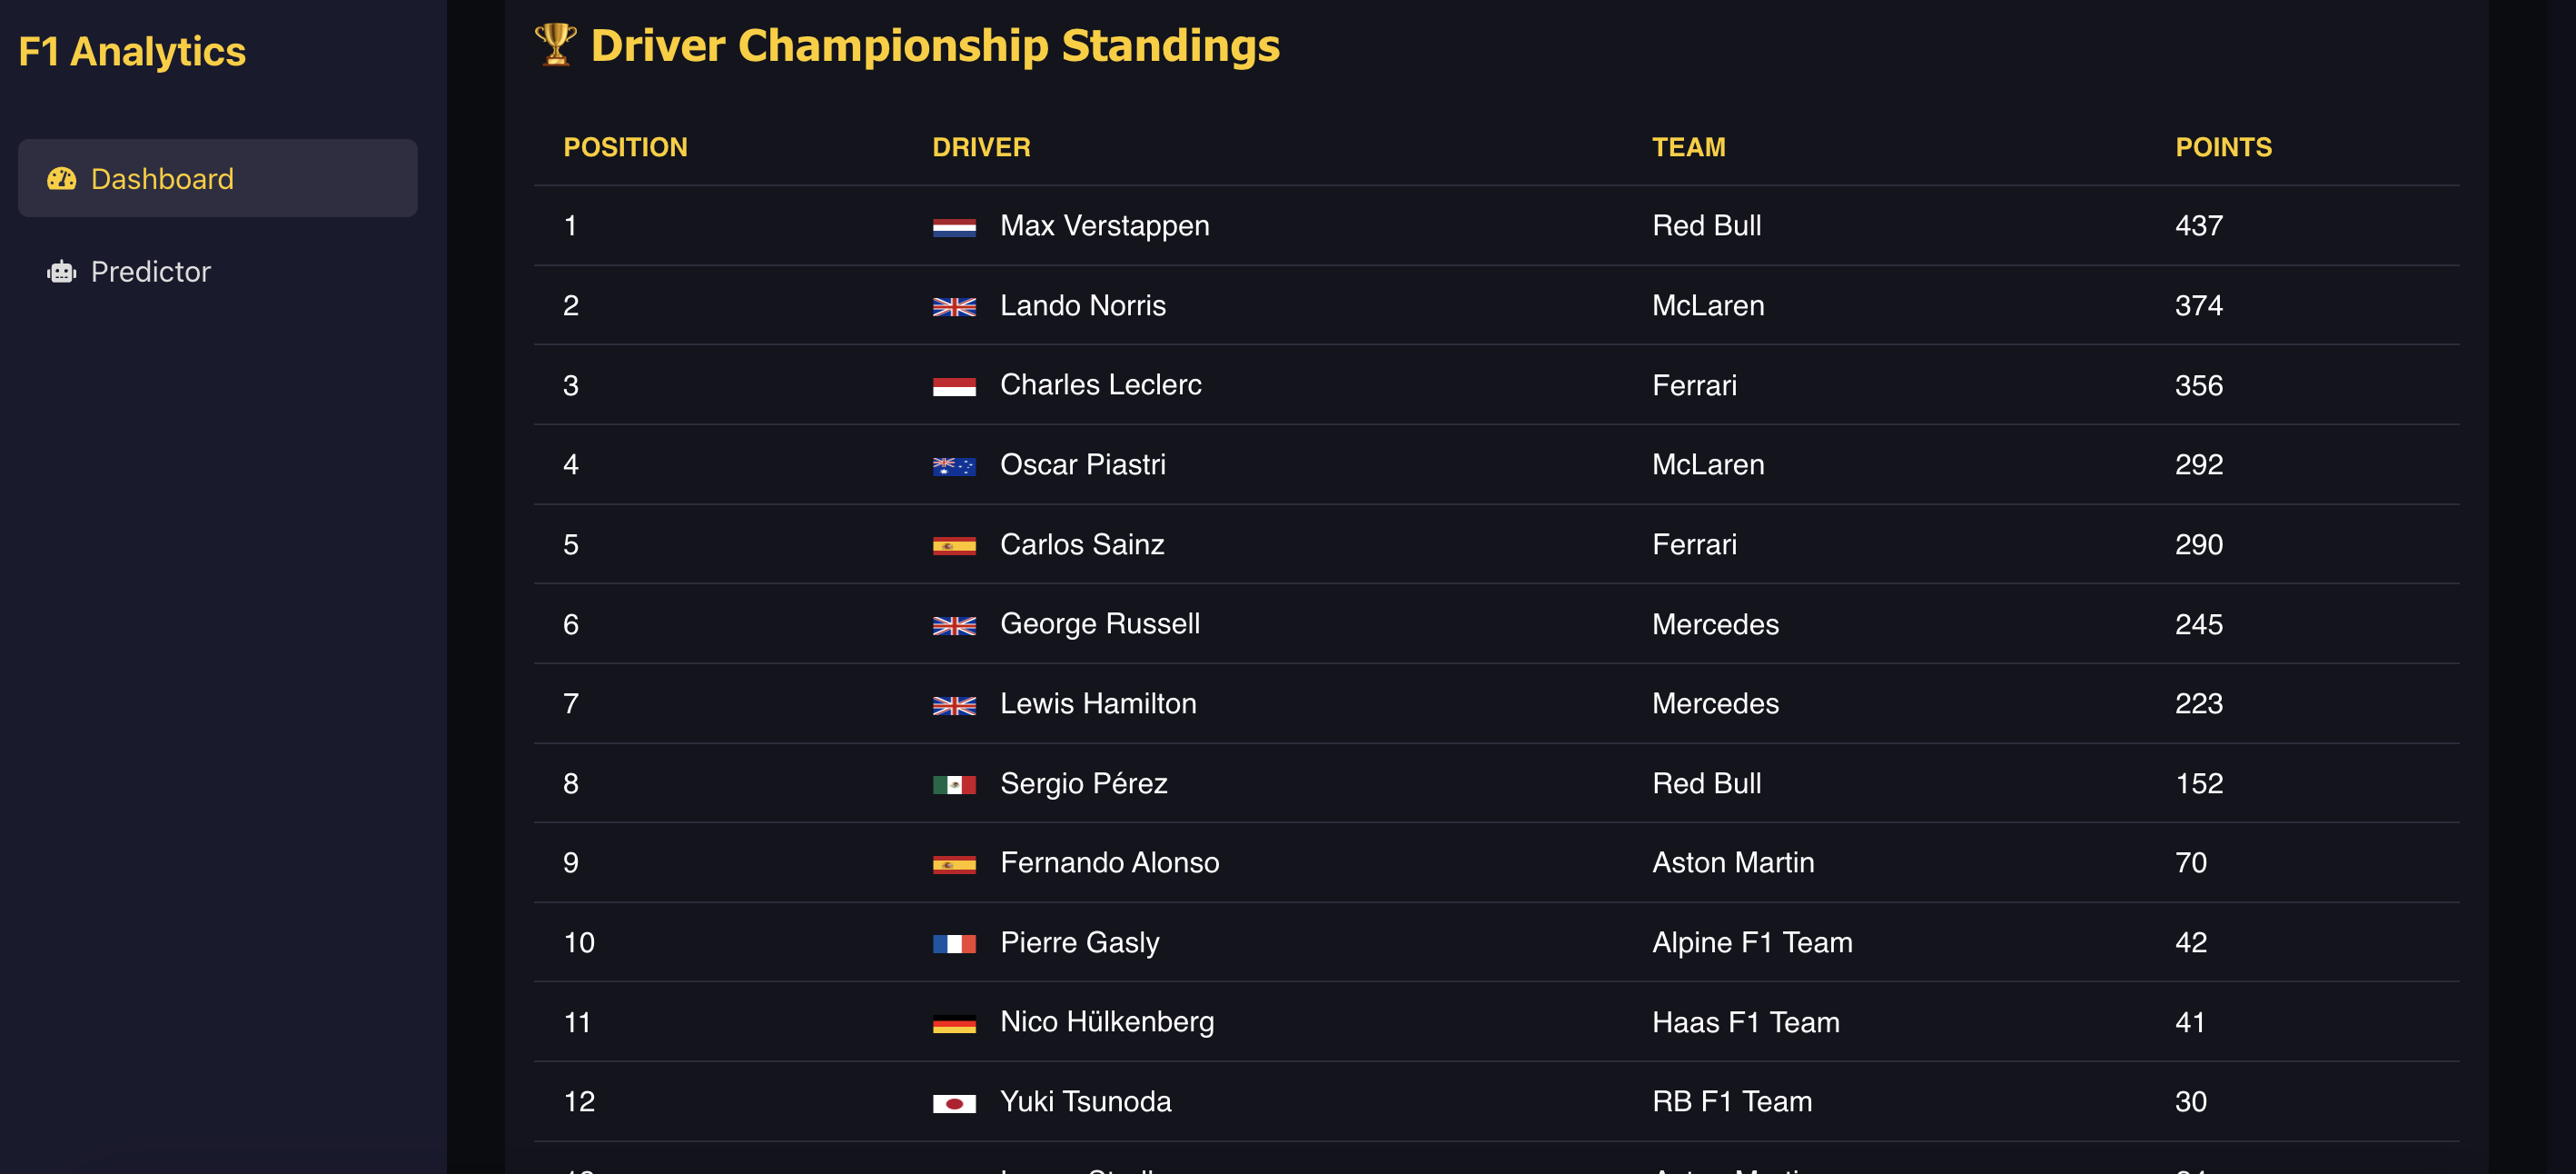 F1 Analytics
Dashboard
Predictor
🏆 Driver Championship Standings
POSITION DRIVER TEAM POINTS
1 Max Verstappen Red Bull 437
2 Lando Norris McLaren 374
3 Charles Leclerc Ferrari 356
4 Oscar Piastri McLaren 292
5 Carlos Sainz Ferrari 290
6 George Russell Mercedes 245
7 Lewis Hamilton Mercedes 223
8 Sergio Pérez Red Bull 152
9 Fernando Alonso Aston Martin 70
10 Pierre Gasly Alpine F1 Team 42
11 Nico Hülkenberg Haas F1 Team 41
12 Yuki Tsunoda RB F1 Team 30